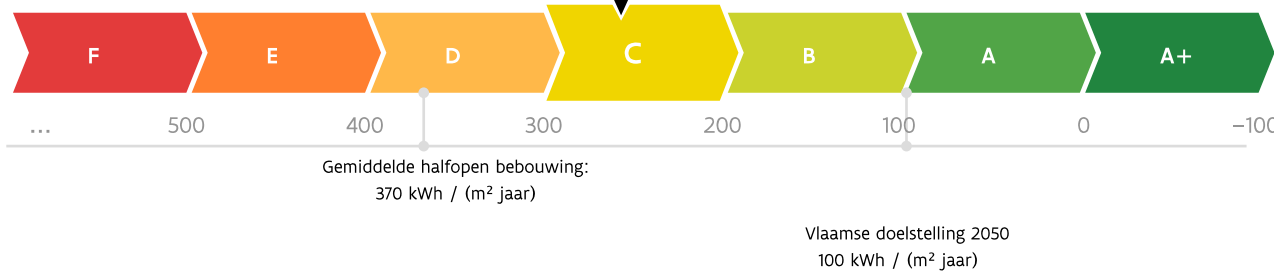 F E D C B A A+
... 500 400 300 200 100 0 −100
Gemiddelde halfopen bebouwing:
370 kWh / (m² jaar)
Vlaamse doelstelling 2050
100 kWh / (m² jaar)